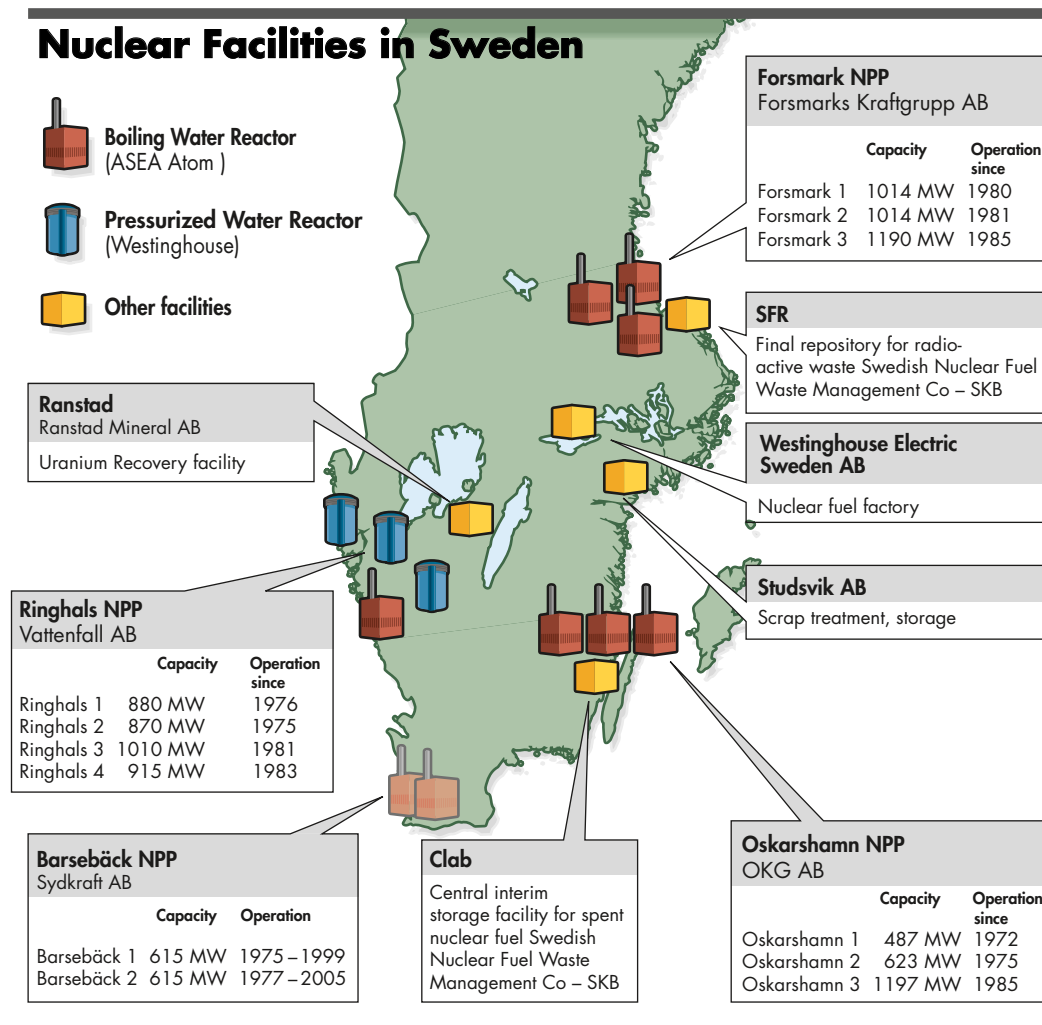 Nuclear Facilities in Sweden
Boiling Water Reactor
(ASEA Atom )
Pressurized Water Reactor
(Westinghouse)
Other facilities
Forsmark NPP
Forsmarks Kraftgrupp AB
Capacity Operation
since
Forsmark 1 1014 MW 1980
Forsmark 2 1014 MW 1981
Forsmark 3 1190 MW 1985
SFR
Final repository for radio-
active waste Swedish Nuclear Fuel
Waste Management Co – SKB
Ranstad
Ranstad Mineral AB
Uranium Recovery facility
Westinghouse Electric
Sweden AB
Nuclear fuel factory
Studsvik AB
Scrap treatment, storage
Ringhals NPP
Vattenfall AB
Capacity Operation
since
Ringhals 1 880 MW 1976
Ringhals 2 870 MW 1975
Ringhals 3 1010 MW 1981
Ringhals 4 915 MW 1983
Barsebäck NPP
Sydkraft AB
Capacity Operation
Barsebäck 1 615 MW 1975–1999
Barsebäck 2 615 MW 1977–2005
Clab
Central interim
storage facility for spent
nuclear fuel Swedish
Nuclear Fuel Waste
Management Co – SKB
Oskarshamn NPP
OKG AB
Capacity Operation
since
Oskarshamn 1 487 MW 1972
Oskarshamn 2 623 MW 1975
Oskarshamn 3 1197 MW 1985